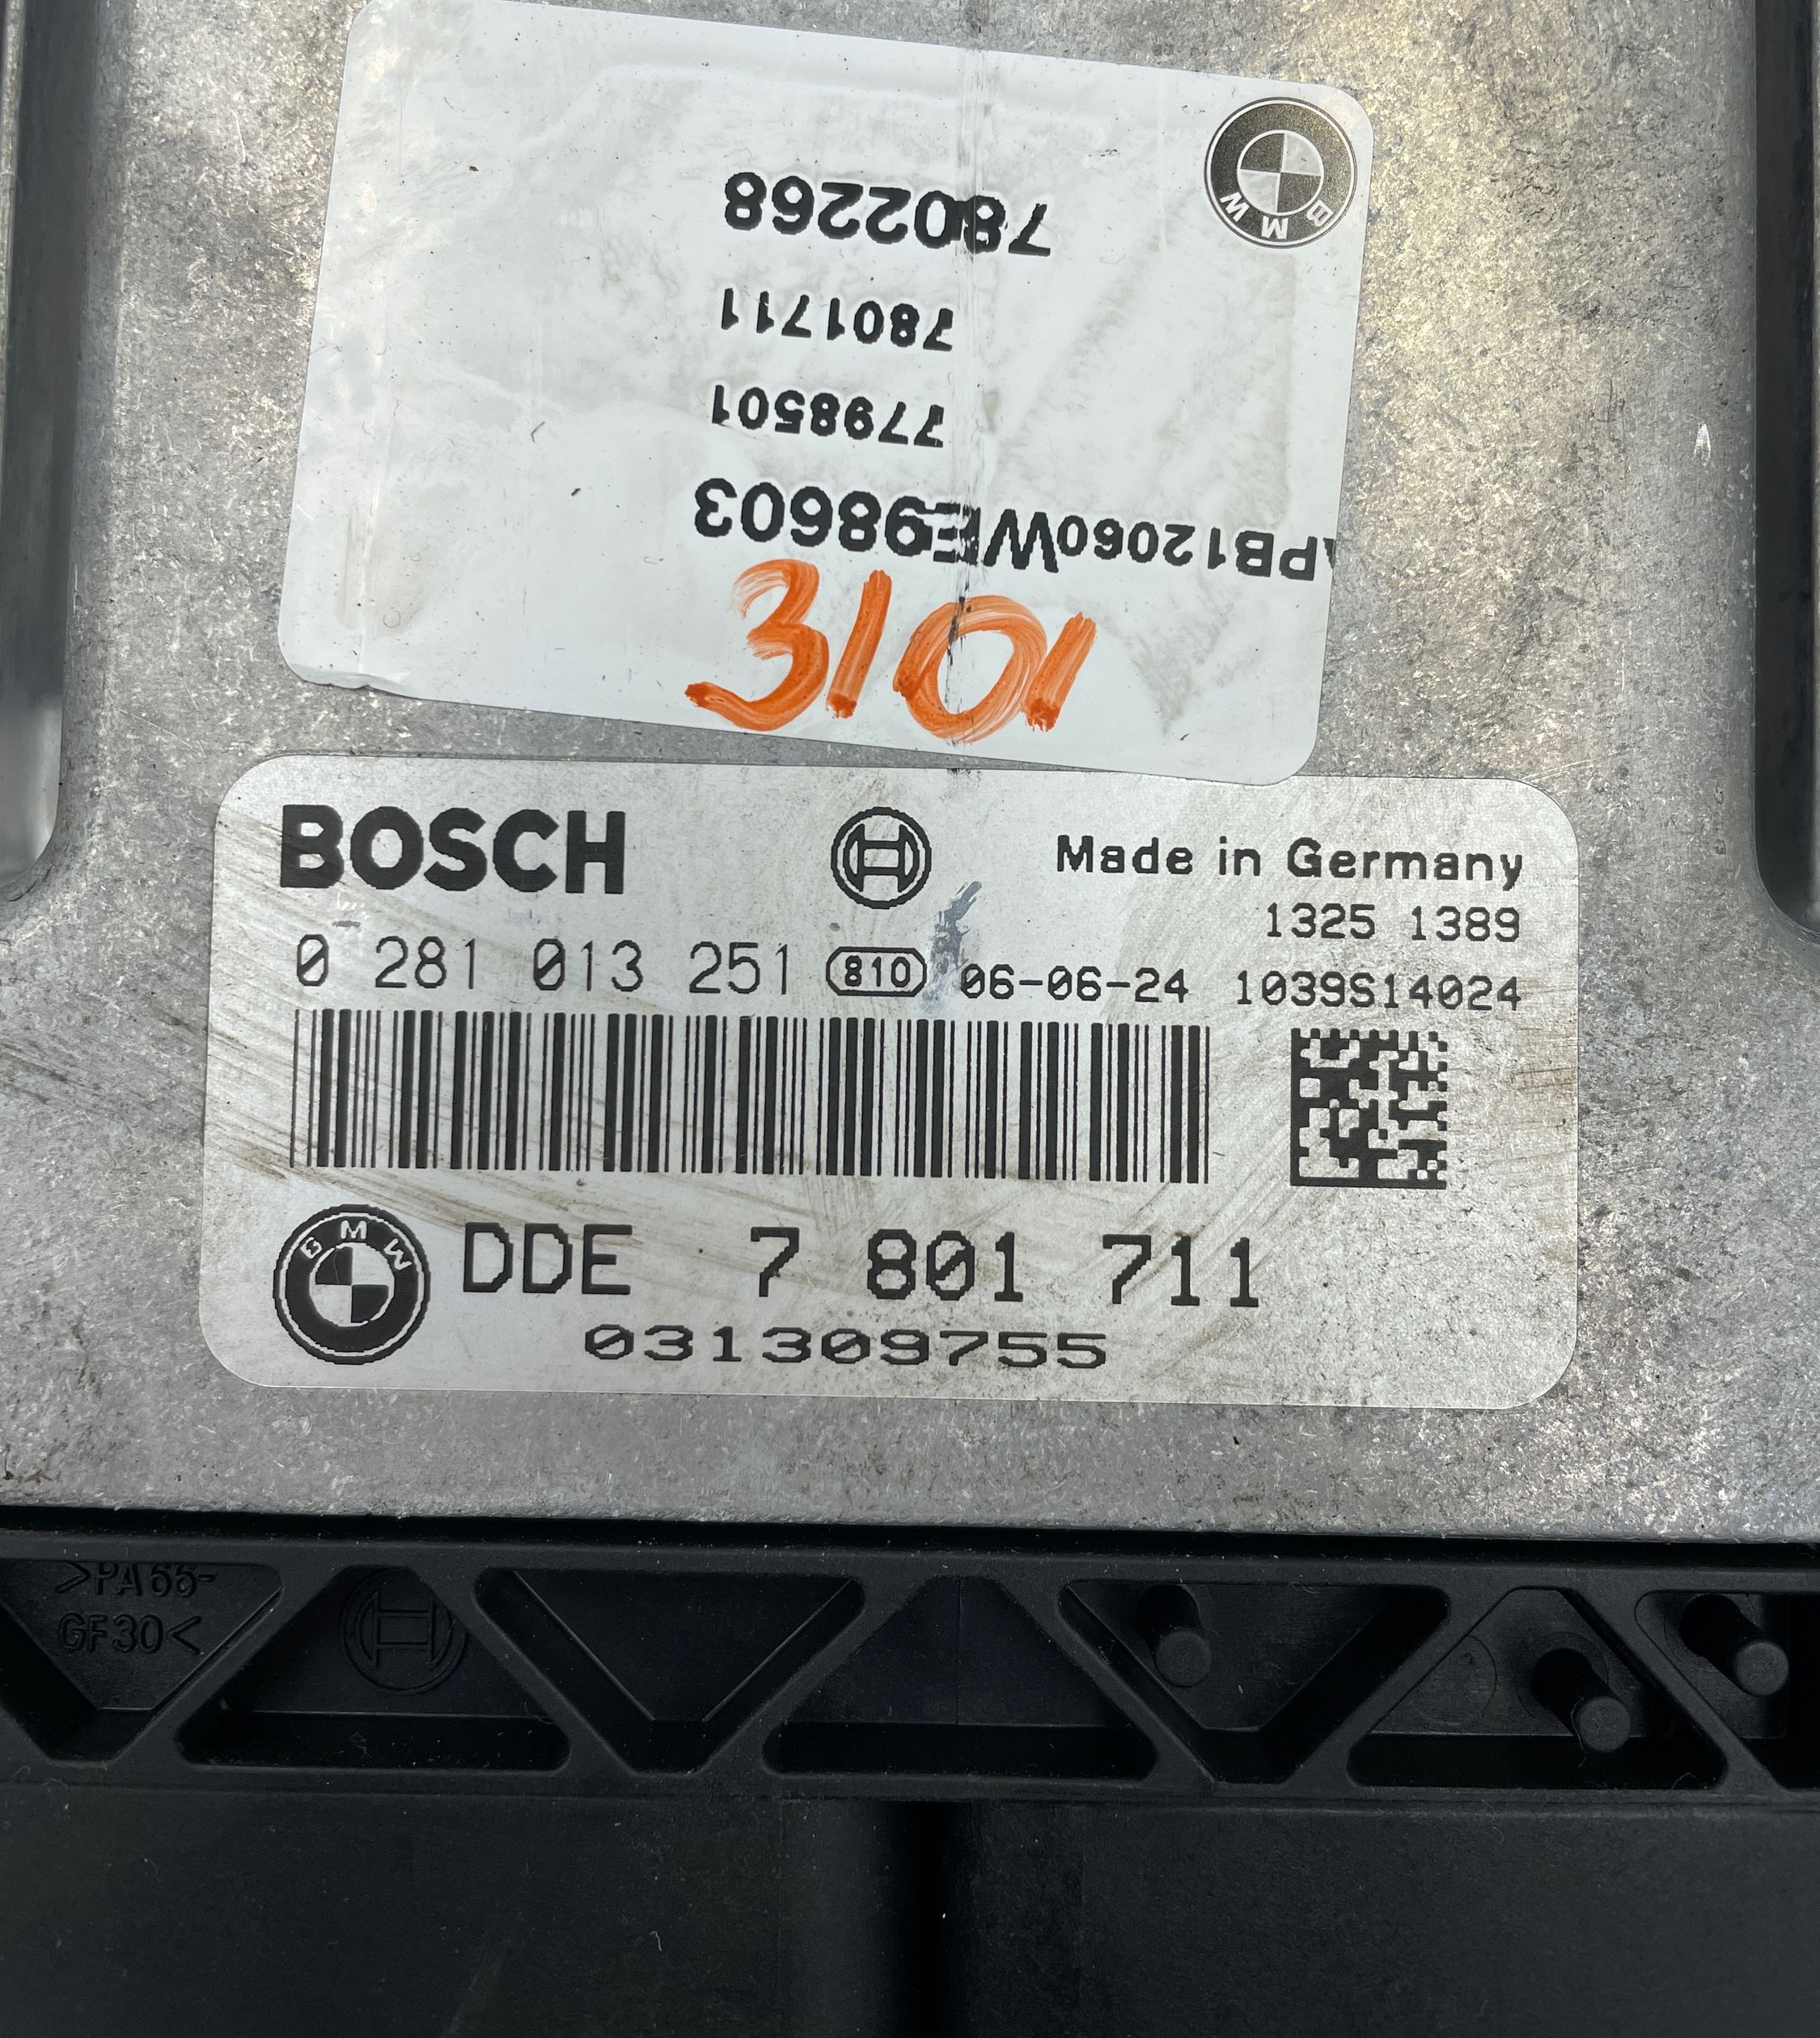 7802268
7801711
7798501
PB12060WE98603
3101
BMW
BOSCH
Made in Germany
1325 1389
0 281 013 251 810 06-06-24 1039S14024
BMW
DDE 7 801 711
031309755
>PA66-
GF30<